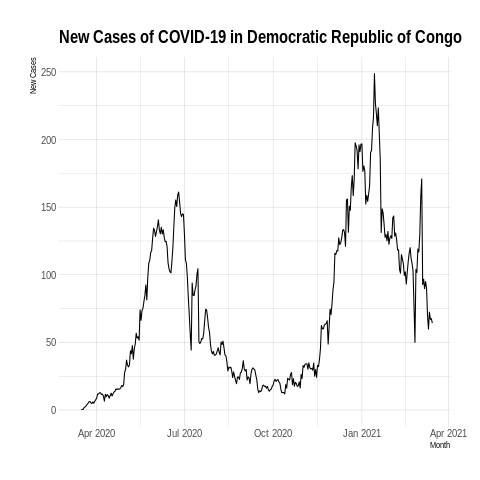 New Cases of COVID-19 in Democratic Republic of Congo
New Cases
250
200
150
100
50
0
Apr 2020 Jul 2020 Oct 2020 Jan 2021 Apr 2021
Month